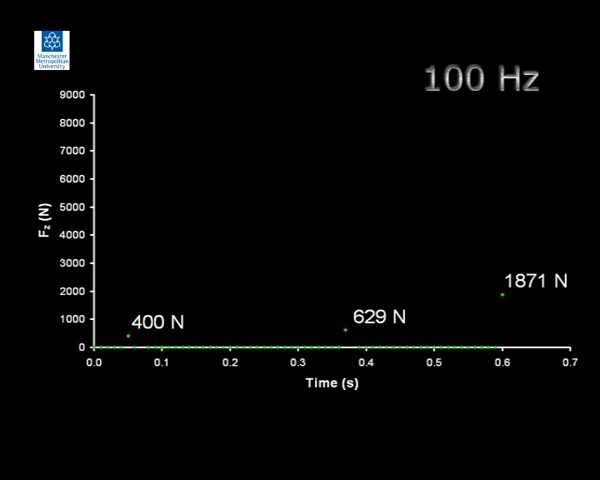 Manchester
Metropolitan
University
100 Hz
9000
8000
7000
6000
5000
4000
3000
2000
1000
0
Fz (N)
400 N
629 N
1871 N
0.0 0.1 0.2 0.3 0.4 0.5 0.6 0.7
Time (s)